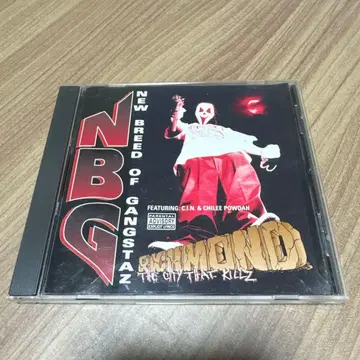 NBG
NEW BREED OF GANGSTAZ
FEATURING: C.I.N. & CHILEE POWDAH
PARENTAL
ADVISORY
EXPLICIT LYRICS
RICHMOND:
THE CITY THAT KILLZ